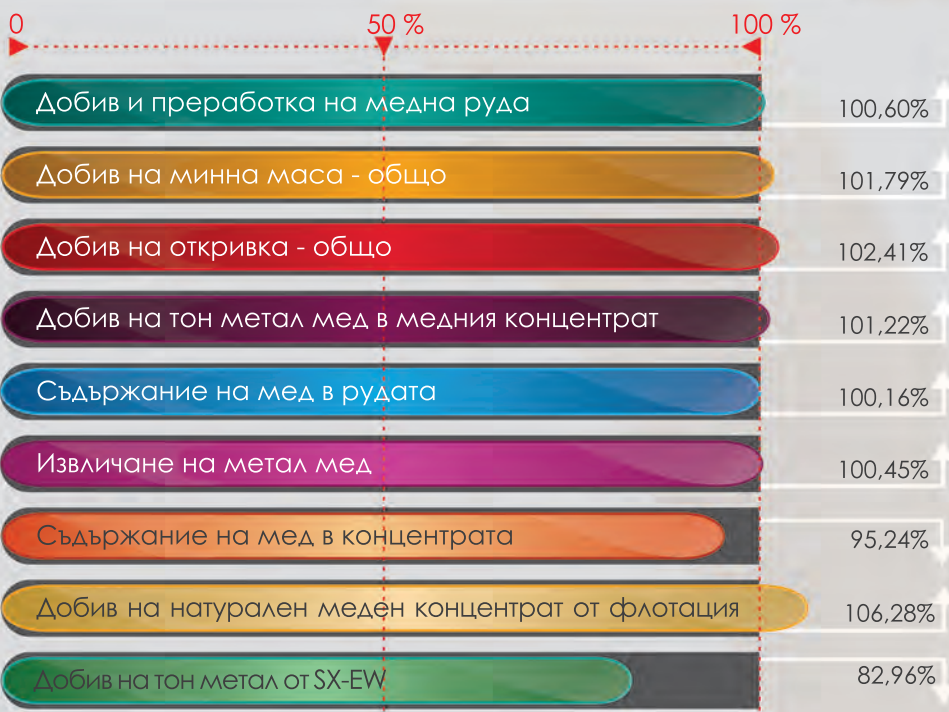 0 50 % 100 %
Добив и преработка на медна руда 100,60%
Добив на минна маса - общо 101,79%
Добив на откривка - общо 102,41%
Добив на тон метал мед в медния концентрат 101,22%
Съдържание на мед в рудата 100,16%
Извличане на метал мед 100,45%
Съдържание на мед в концентрата 95,24%
Добив на натурален меден концентрат от флотация 106,28%
Добив на тон метал от SX-EW 82,96%